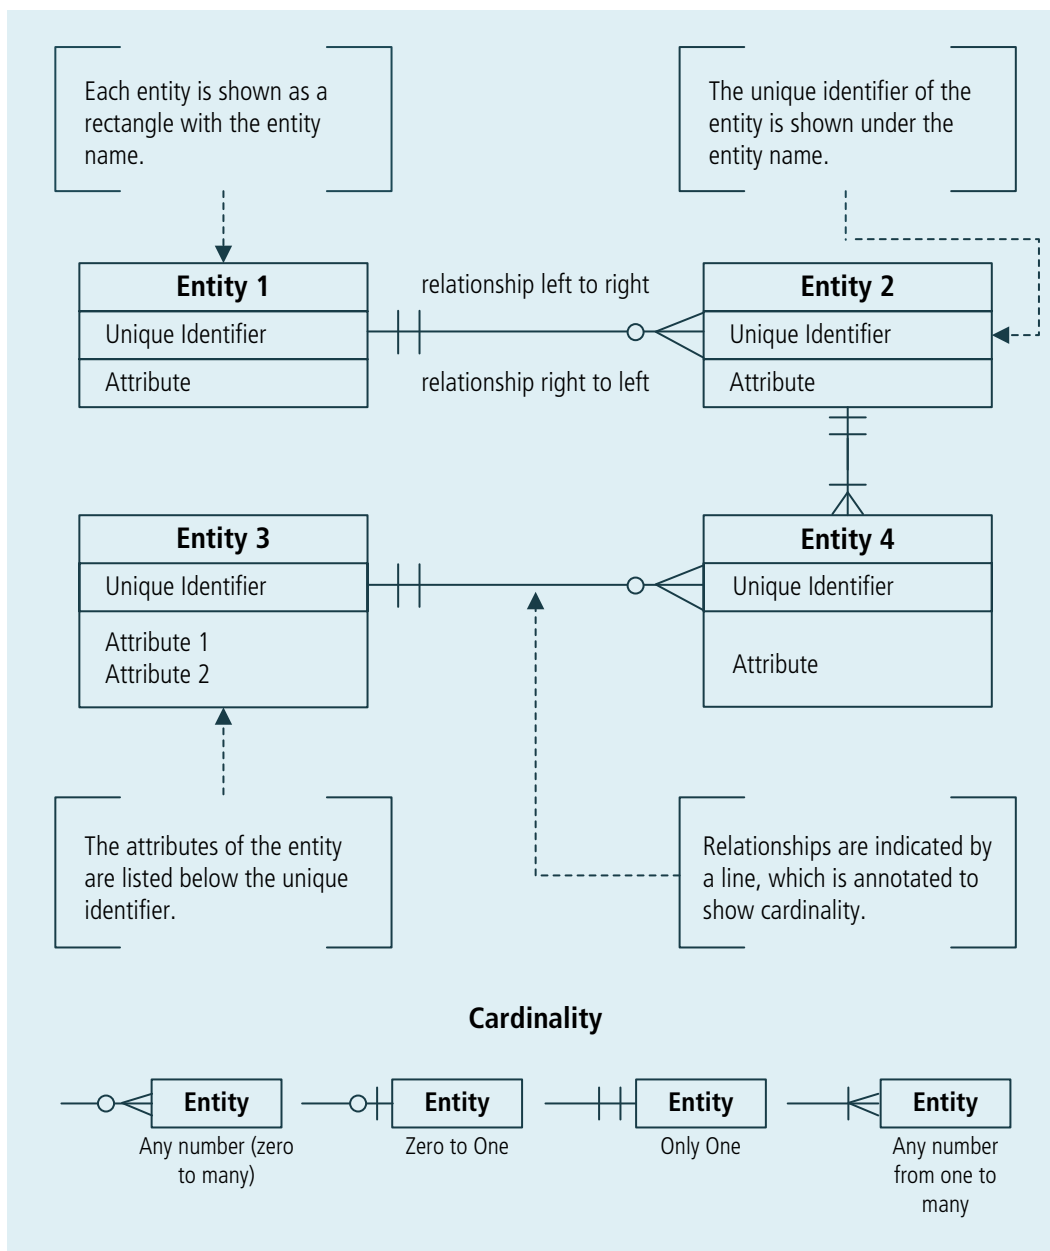 Each entity is shown as a
rectangle with the entity
name.
The unique identifier of the
entity is shown under the
entity name.
Entity 1
Unique Identifier
Attribute
relationship left to right
relationship right to left
Entity 2
Unique Identifier
Attribute
Entity 3
Unique Identifier
Attribute 1
Attribute 2
Entity 4
Unique Identifier
Attribute
The attributes of the entity
are listed below the unique
identifier.
Relationships are indicated by
a line, which is annotated to
show cardinality.
Cardinality
Entity
Any number (zero
to many)
Entity
Zero to One
Entity
Only One
Entity
Any number
from one to
many